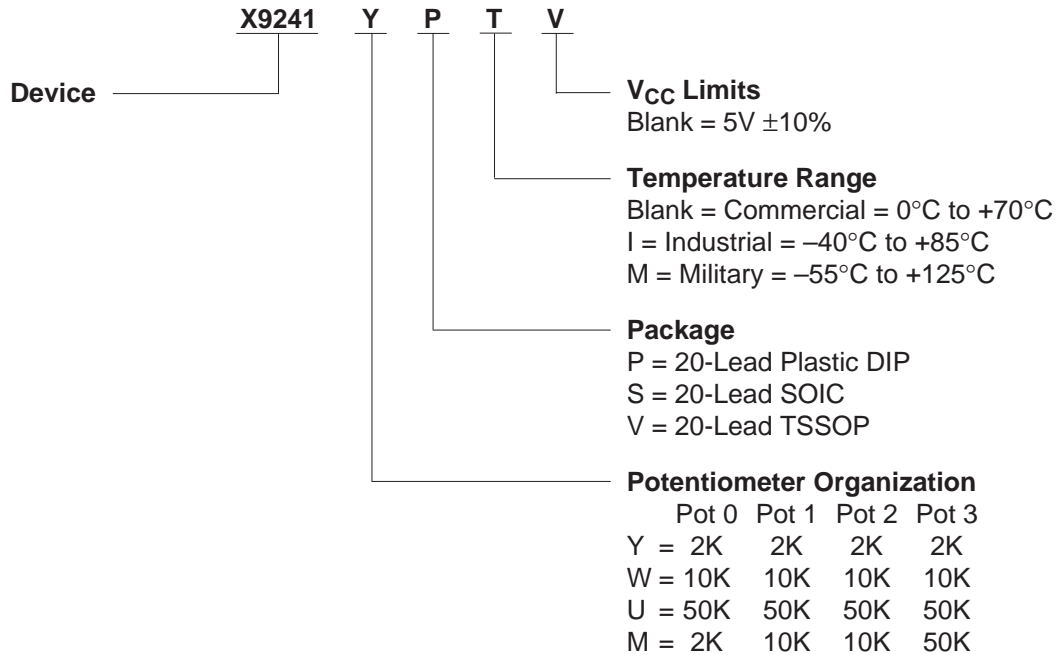 X9241 Y P T V
Device
VCC Limits
Blank = 5V ±10%
Temperature Range
Blank = Commercial = 0°C to +70°C
I = Industrial = –40°C to +85°C
M = Military = –55°C to +125°C
Package
P = 20-Lead Plastic DIP
S = 20-Lead SOIC
V = 20-Lead TSSOP
Potentiometer Organization
Pot 0 Pot 1 Pot 2 Pot 3
Y = 2K 2K 2K 2K
W = 10K 10K 10K 10K
U = 50K 50K 50K 50K
M = 2K 10K 10K 50K